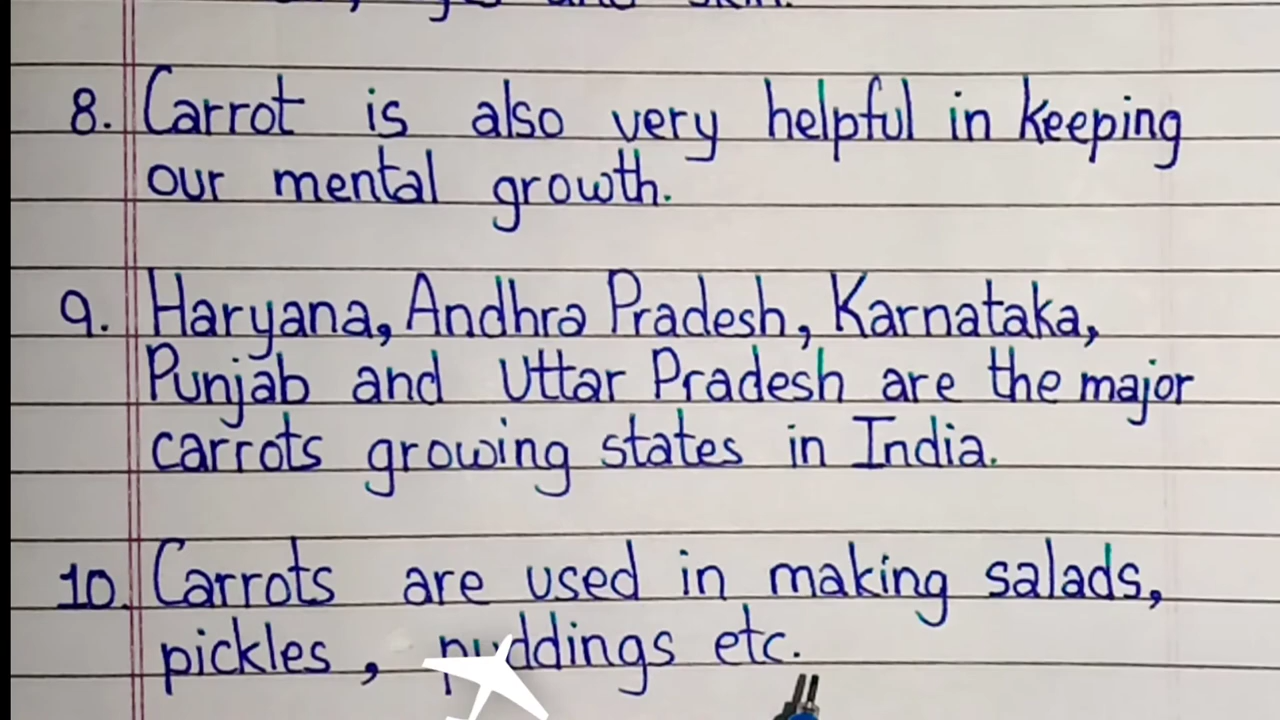 8. Carrot is also very helpful in keeping
our mental growth.
9. Haryana, Andhra Pradesh, Karnataka,
Punjab and Uttar Pradesh are the major
carrots growing states in India.
10. Carrots are used in making salads,
pickles, puddings etc.